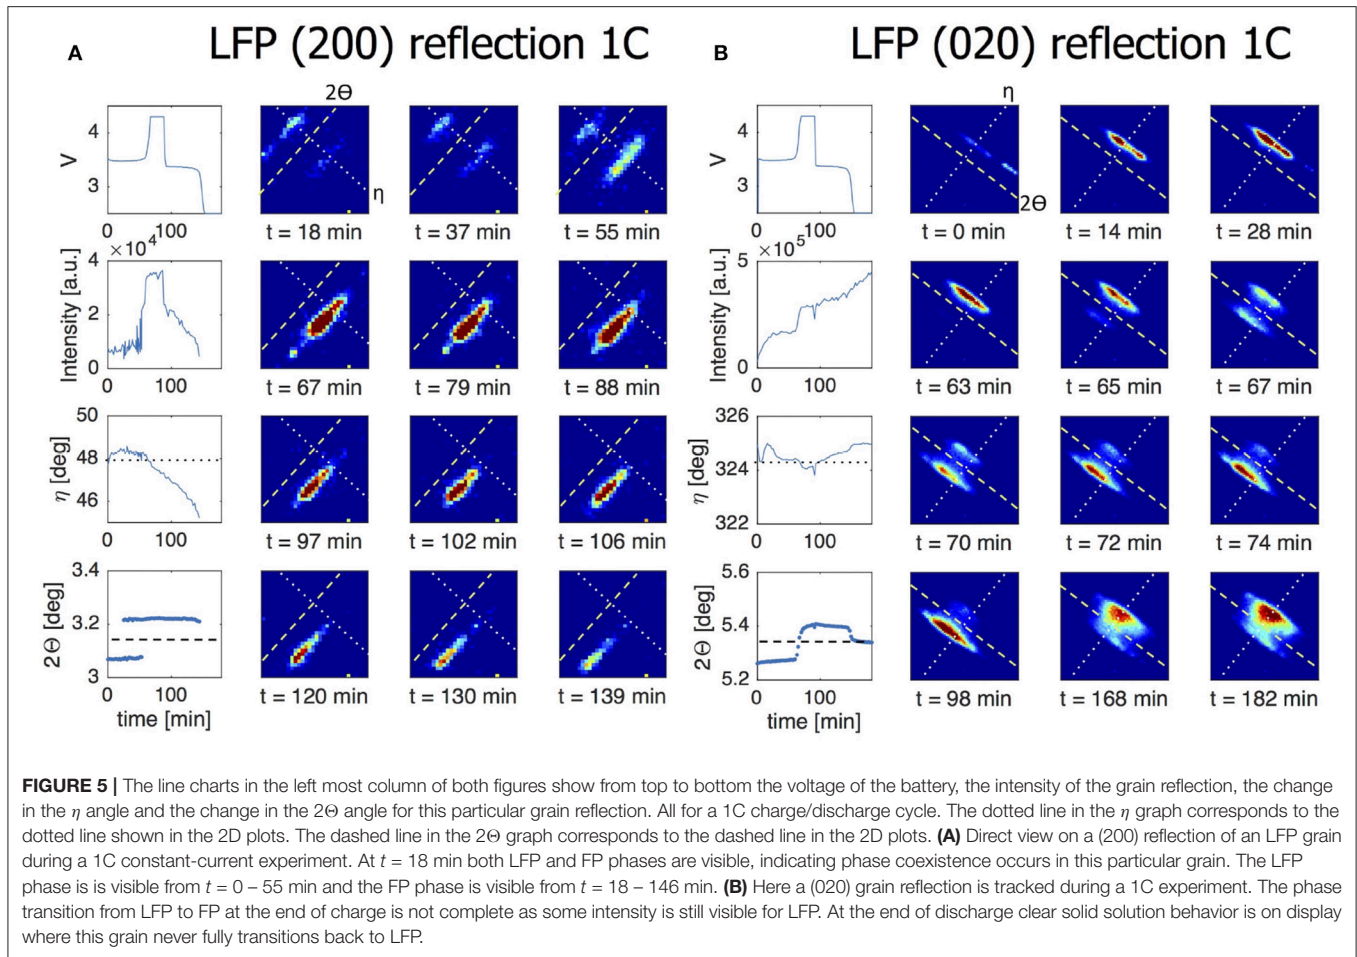 A
LFP (200) reflection 1C
2Θ
4
V
3
0
100
η
t = 18 min
t = 37 min
t = 55 min
×10⁴
4
Intensity [a.u.]
2
0
0
100
t = 67 min
t = 79 min
t = 88 min
50
η [deg]
48
46
0
100
t = 97 min
t = 102 min
t = 106 min
3.4
2Θ [deg]
3.2
3
0
100
time [min]
t = 120 min
t = 130 min
t = 139 min
B
LFP (020) reflection 1C
η
4
V
3
0
100
2Θ
t = 0 min
t = 14 min
t = 28 min
×10⁵
5
Intensity [a.u.]
0
0
100
t = 63 min
t = 65 min
t = 67 min
326
η [deg]
324
322
0
100
t = 70 min
t = 72 min
t = 74 min
5.6
2Θ [deg]
5.4
5.2
0
100
time [min]
t = 98 min
t = 168 min
t = 182 min
FIGURE 5 | The line charts in the left most column of both figures show from top to bottom the voltage of the battery, the intensity of the grain reflection, the change
in the η angle and the change in the 2Θ angle for this particular grain reflection. All for a 1C charge/discharge cycle. The dotted line in the η graph corresponds to the
dotted line shown in the 2D plots. The dashed line in the 2Θ graph corresponds to the dashed line in the 2D plots. (A) Direct view on a (200) reflection of an LFP grain
during a 1C constant-current experiment. At t = 18 min both LFP and FP phases are visible, indicating phase coexistence occurs in this particular grain. The LFP
phase is is visible from t = 0 – 55 min and the FP phase is visible from t = 18 – 146 min. (B) Here a (020) grain reflection is tracked during a 1C experiment. The phase
transition from LFP to FP at the end of charge is not complete as some intensity is still visible for LFP. At the end of discharge clear solid solution behavior is on display
where this grain never fully transitions back to LFP.